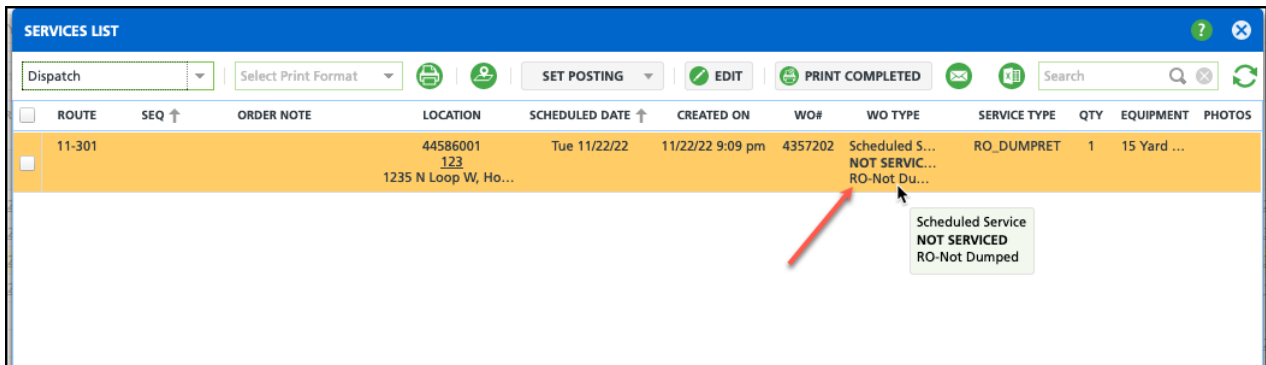 SERVICES LIST
?
Dispatch Select Print Format SET POSTING EDIT PRINT COMPLETED Search
ROUTE SEQ ORDER NOTE LOCATION SCHEDULED DATE CREATED ON WO# WO TYPE SERVICE TYPE QTY EQUIPMENT PHOTOS
11-301 44586001 Tue 11/22/22 11/22/22 9:09 pm 4357202 Scheduled S... RO_DUMPRET 1 15 Yard ...
123 NOT SERVIC...
1235 N Loop W, Ho... RO-Not Du...
Scheduled Service
NOT SERVICED
RO-Not Dumped